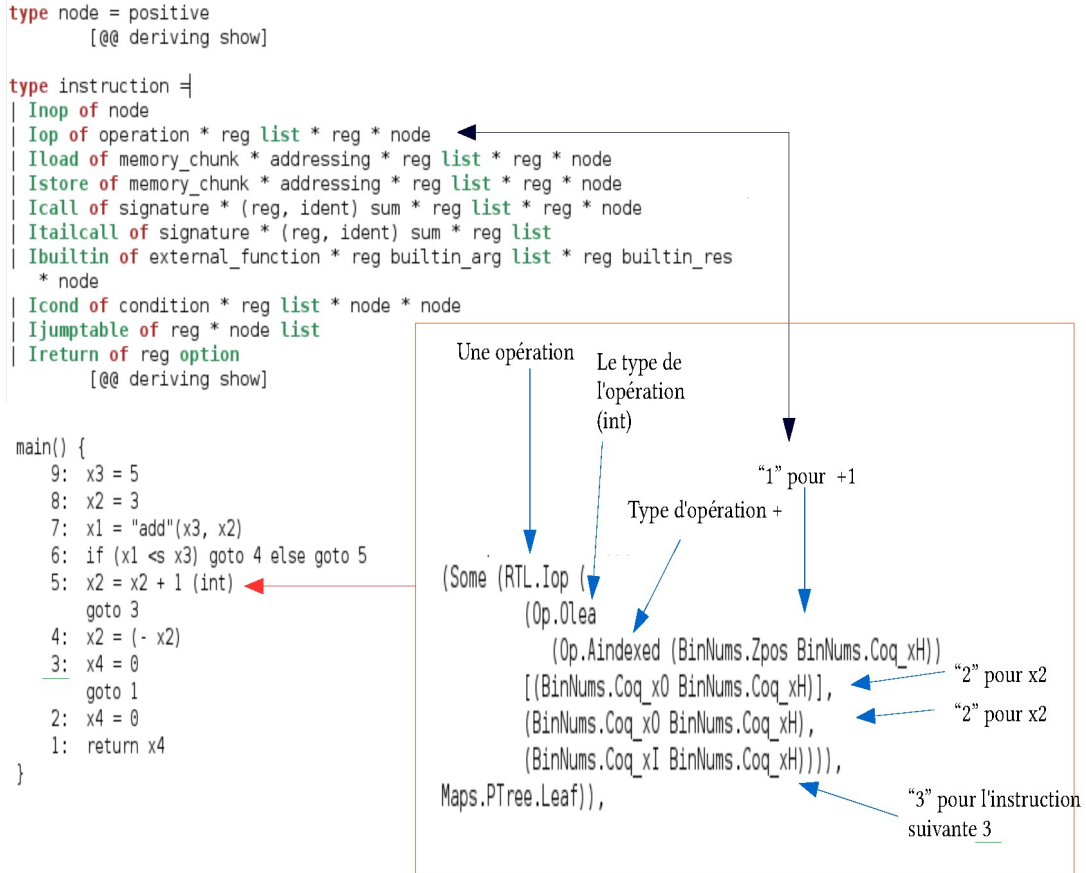 type node = positive
[@@ deriving show]
type instruction =
| Inop of node
| Iop of operation * reg list * reg * node
| Iload of memory_chunk * addressing * reg list * reg * node
| Istore of memory_chunk * addressing * reg list * reg * node
| Icall of signature * (reg, ident) sum * reg list * reg * node
| Itailcall of signature * (reg, ident) sum * reg list
| Ibuiltin of external_function * reg builtin_arg list * reg builtin_res
* node
| Icond of condition * reg list * node * node
| Ijumptable of reg * node list
| Ireturn of reg option
[@@ deriving show]
main() {
9: x3 = 5
8: x2 = 3
7: x1 = "add"(x3, x2)
6: if (x1 <s x3) goto 4 else goto 5
5: x2 = x2 + 1 (int)
goto 3
4: x2 = (- x2)
3: x4 = 0
goto 1
2: x4 = 0
1: return x4
}
Une opération
Le type de
l'opération
(int)
“1” pour +1
Type d'opération +
(Some (RTL.Iop (
(Op.Olea
(Op.Aindexed (BinNums.Zpos BinNums.Coq_xH))
[(BinNums.Coq_xO BinNums.Coq_xH)],
(BinNums.Coq_xO BinNums.Coq_xH),
(BinNums.Coq_xI BinNums.Coq_xH)))),
Maps.PTree.Leaf)),
“2” pour x2
“2” pour x2
“3” pour l'instruction
suivante 3